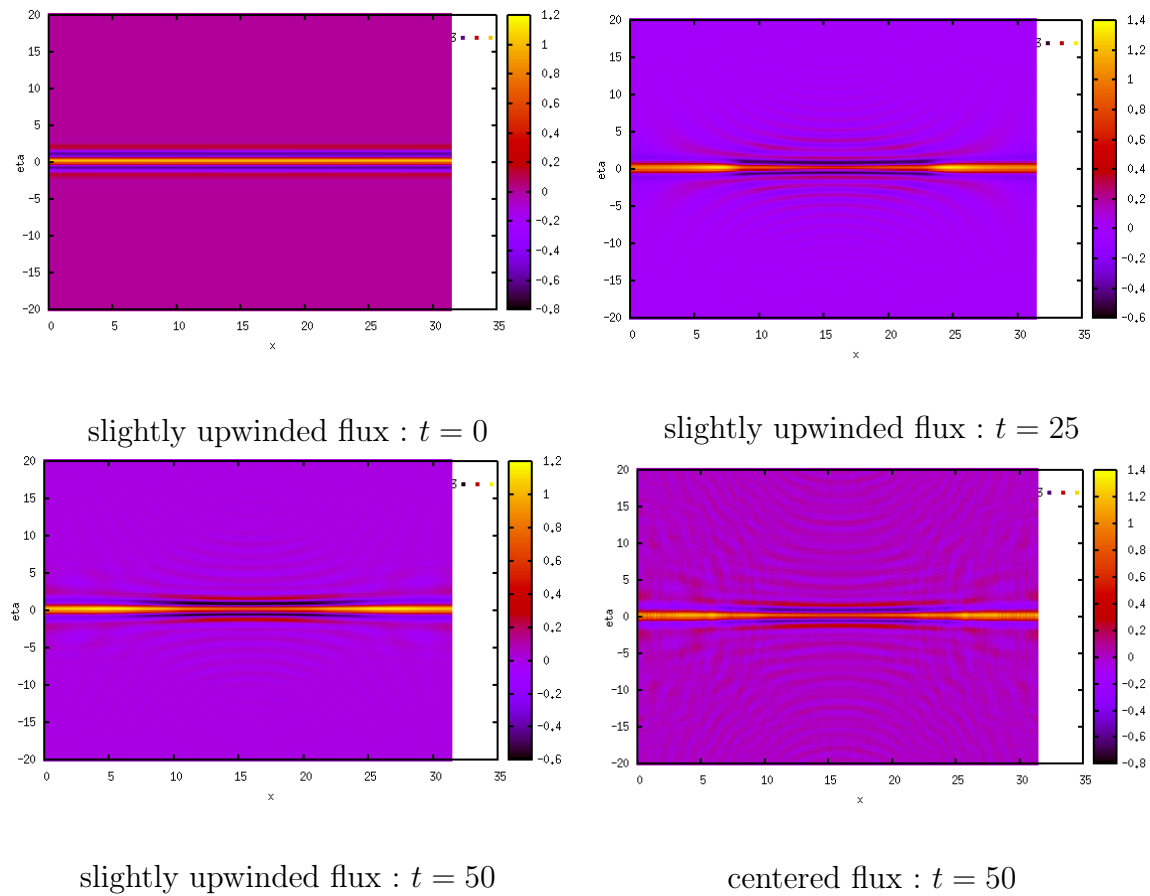 20 15 10 5 0 -5 -10 -15 -20
eta
0 5 10 15 20 25 30 35
x
3
1.2 1 0.8 0.6 0.4 0.2 0 -0.2 -0.4 -0.6 -0.8
20 15 10 5 0 -5 -10 -15 -20
eta
0 5 10 15 20 25 30 35
x
3
1.4 1.2 1 0.8 0.6 0.4 0.2 0 -0.2 -0.4 -0.6
slightly upwinded flux : t = 0
slightly upwinded flux : t = 25
20 15 10 5 0 -5 -10 -15 -20
eta
0 5 10 15 20 25 30 35
x
3
1.2 1 0.8 0.6 0.4 0.2 0 -0.2 -0.4 -0.6
20 15 10 5 0 -5 -10 -15 -20
eta
0 5 10 15 20 25 30 35
x
3
1.4 1.2 1 0.8 0.6 0.4 0.2 0 -0.2 -0.4 -0.6 -0.8
slightly upwinded flux : t = 50
centered flux : t = 50